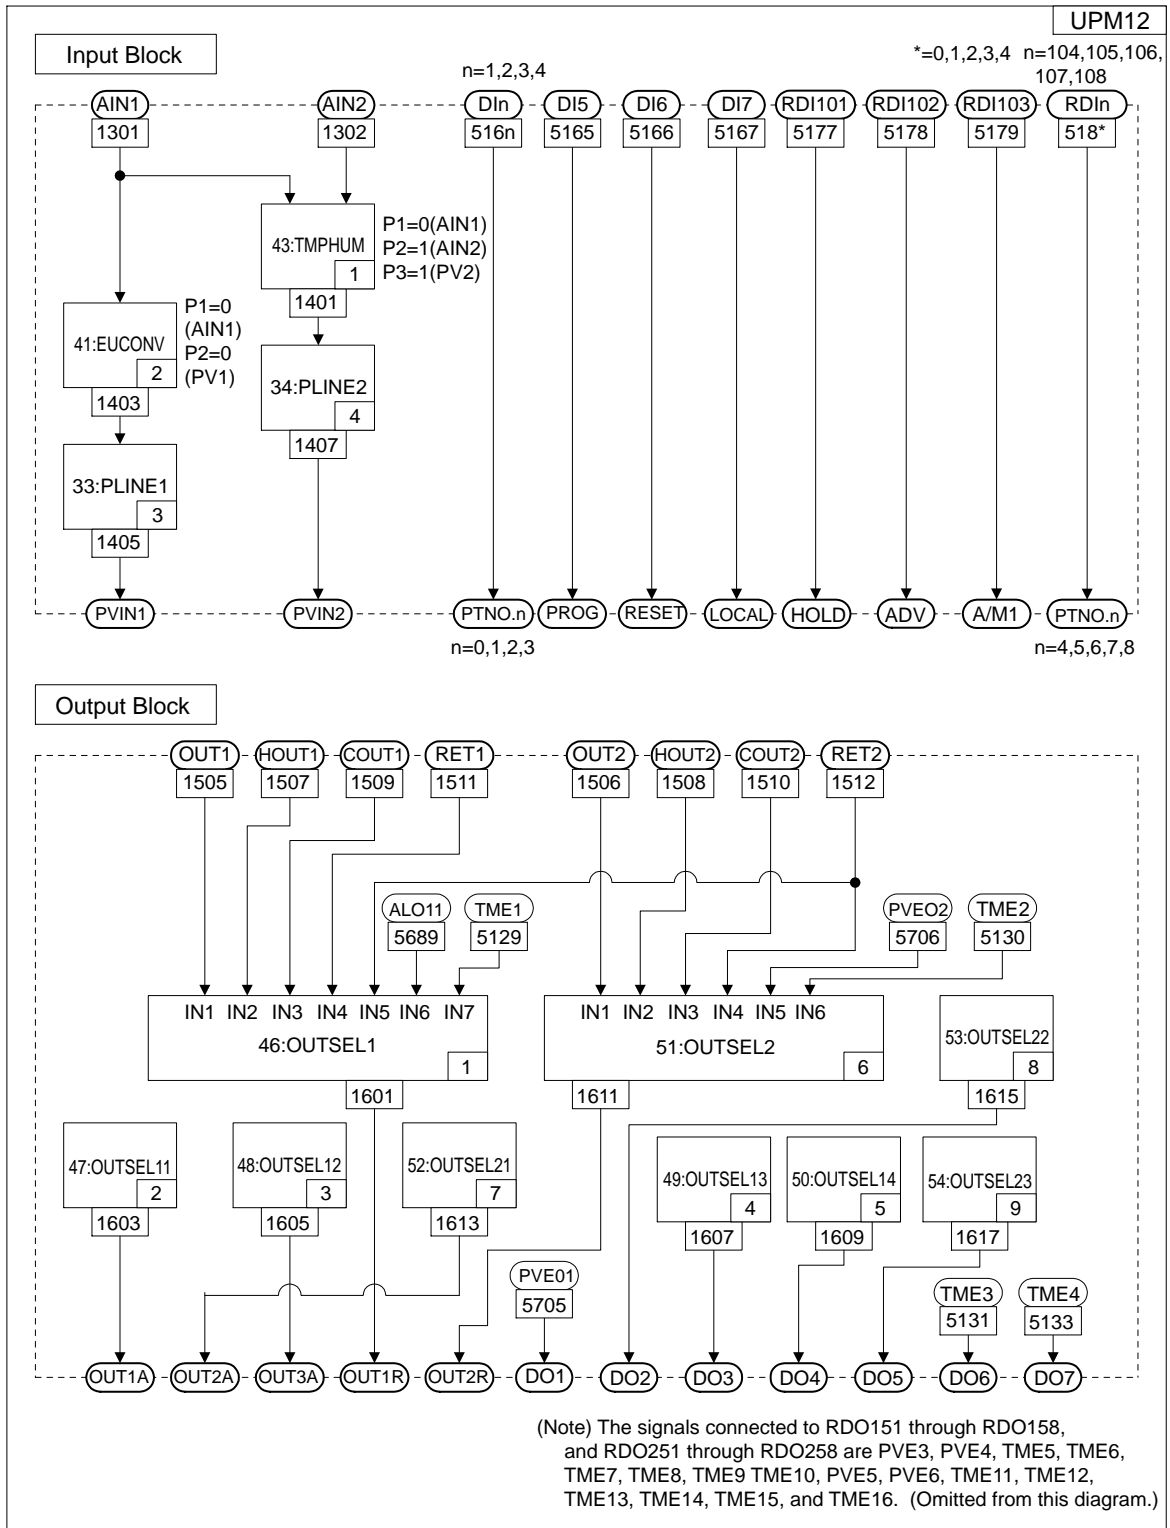 UPM12
Input Block
*=0,1,2,3,4 n=104,105,106,
107,108
n=1,2,3,4
AIN1 AIN2 DIn DI5 DI6 DI7 RDI101 RDI102 RDI103 RDIn
1301 1302 516n 5165 5166 5167 5177 5178 5179 518*
43:TMPHUM
1
P1=0(AIN1)
P2=1(AIN2)
P3=1(PV2)
1401
41:EUCONV
2
P1=0
(AIN1)
P2=0
(PV1)
1403
34:PLINE2
4
1407
33:PLINE1
3
1405
PVIN1 PVIN2 PTNO.n PROG RESET LOCAL HOLD ADV A/M1 PTNO.n
n=0,1,2,3 n=4,5,6,7,8
Output Block
OUT1 HOUT1 COUT1 RET1 OUT2 HOUT2 COUT2 RET2
1505 1507 1509 1511 1506 1508 1510 1512
ALO11 TME1 PVEO2 TME2
5689 5129 5706 5130
IN1 IN2 IN3 IN4 IN5 IN6 IN7 IN1 IN2 IN3 IN4 IN5 IN6
46:OUTSEL1 51:OUTSEL2 53:OUTSEL22
1 6 8
1601 1611 1615
47:OUTSEL11 48:OUTSEL12 52:OUTSEL21 49:OUTSEL13 50:OUTSEL14 54:OUTSEL23
2 3 7 4 5 9
1603 1605 1613 1607 1609 1617
PVE01 TME3 TME4
5705 5131 5133
OUT1A OUT2A OUT3A OUT1R OUT2R DO1 DO2 DO3 DO4 DO5 DO6 DO7
(Note) The signals connected to RDO151 through RDO158,
and RDO251 through RDO258 are PVE3, PVE4, TME5, TME6,
TME7, TME8, TME9 TME10, PVE5, PVE6, TME11, TME12,
TME13, TME14, TME15, and TME16. (Omitted from this diagram.)